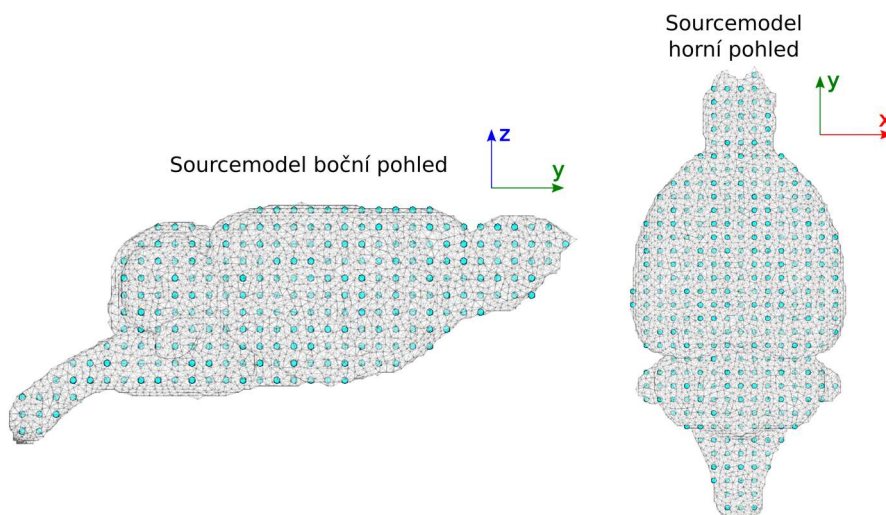 Sourcemodel
horní pohled
y
x
Sourcemodel boční pohled
z
y